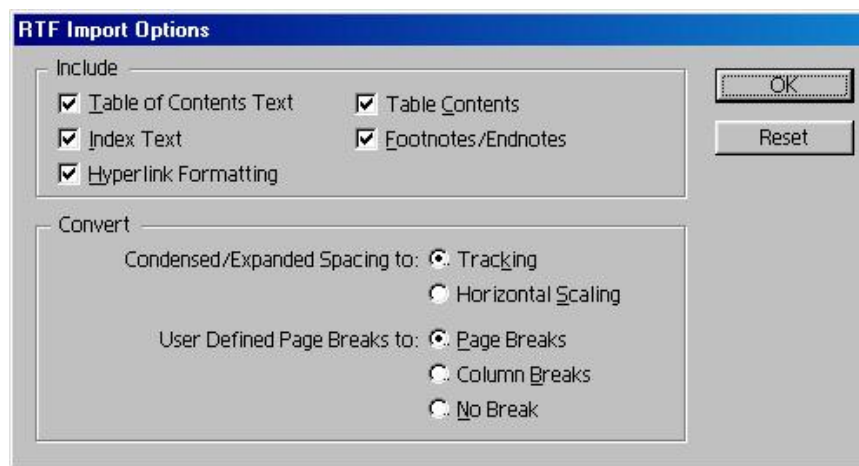 RTF Import Options
Include
Table of Contents Text
Table Contents
Index Text
Footnotes/Endnotes
Hyperlink Formatting
OK
Reset
Convert
Condensed/Expanded Spacing to: Tracking
Horizontal Scaling
User Defined Page Breaks to: Page Breaks
Column Breaks
No Break